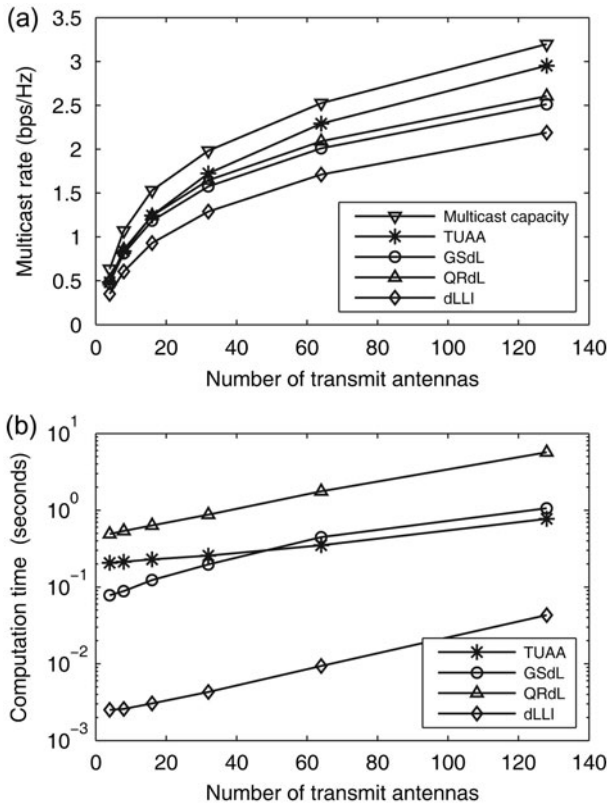 (a)
3.5
3
2.5
2
1.5
1
0.5
0
Multicast rate (bps/Hz)
Multicast capacity
TUAA
GSdL
QRdL
dLLI
0 20 40 60 80 100 120 140
Number of transmit antennas
(b)
10^1
10^0
10^-1
10^-2
10^-3
Computation time (seconds)
TUAA
GSdL
QRdL
dLLI
0 20 40 60 80 100 120 140
Number of transmit antennas